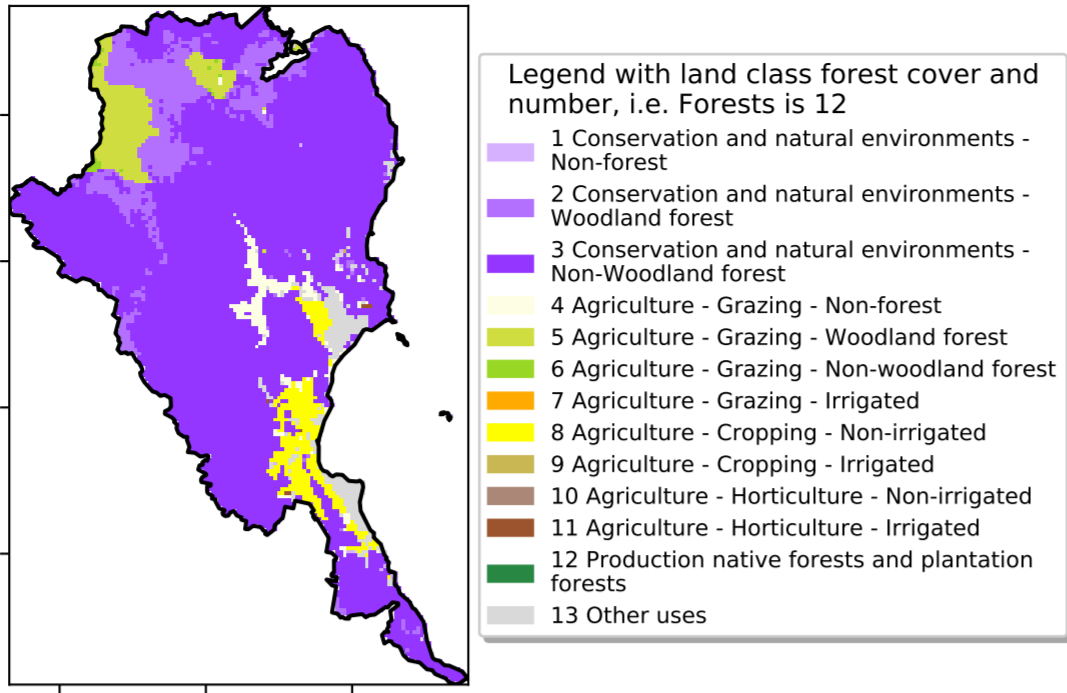 Legend with land class forest cover and
number, i.e. Forests is 12
1 Conservation and natural environments -
Non-forest
2 Conservation and natural environments -
Woodland forest
3 Conservation and natural environments -
Non-Woodland forest
4 Agriculture - Grazing - Non-forest
5 Agriculture - Grazing - Woodland forest
6 Agriculture - Grazing - Non-woodland forest
7 Agriculture - Grazing - Irrigated
8 Agriculture - Cropping - Non-irrigated
9 Agriculture - Cropping - Irrigated
10 Agriculture - Horticulture - Non-irrigated
11 Agriculture - Horticulture - Irrigated
12 Production native forests and plantation
forests
13 Other uses